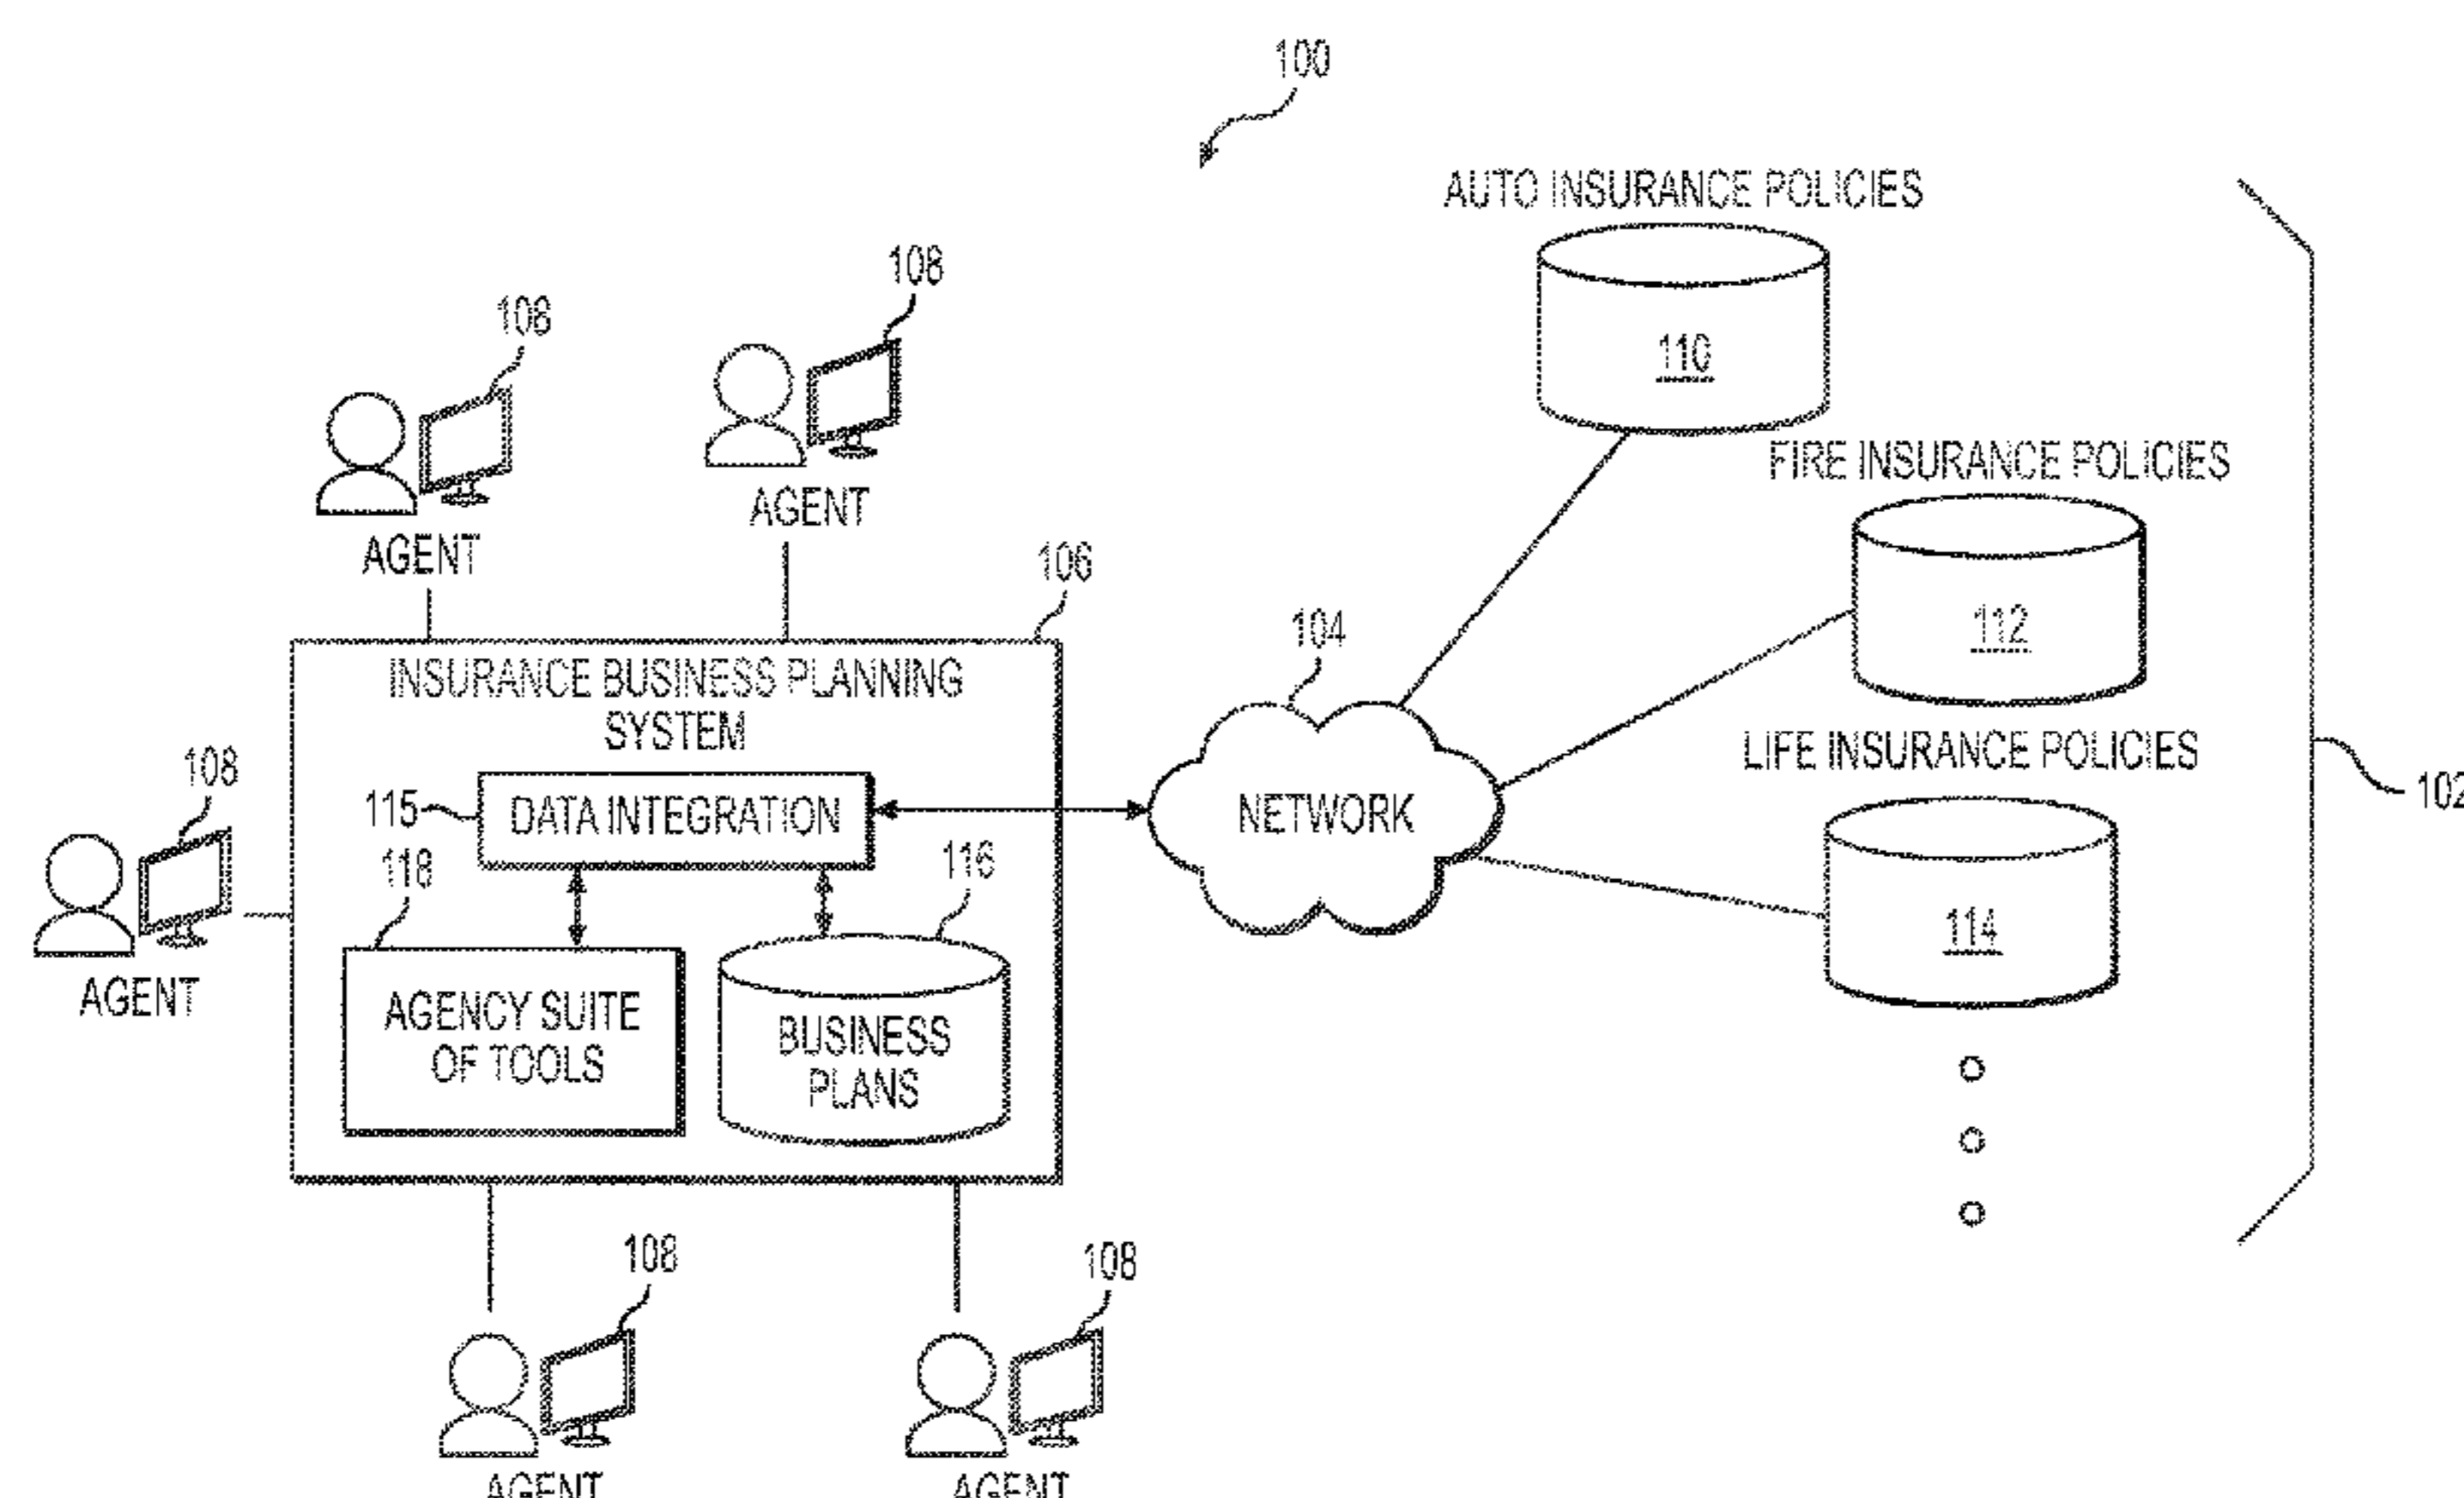 100
AUTO INSURANCE POLICIES
108
108
110
AGENT
AGENT
FIRE INSURANCE POLICIES
106
112
104
INSURANCE BUSINESS PLANNING
SYSTEM
LIFE INSURANCE POLICIES
108
102
115
DATA INTEGRATION
NETWORK
118
116
114
AGENT
AGENCY SUITE
OF TOOLS
BUSINESS
PLANS
108
108
AGENT
AGENT